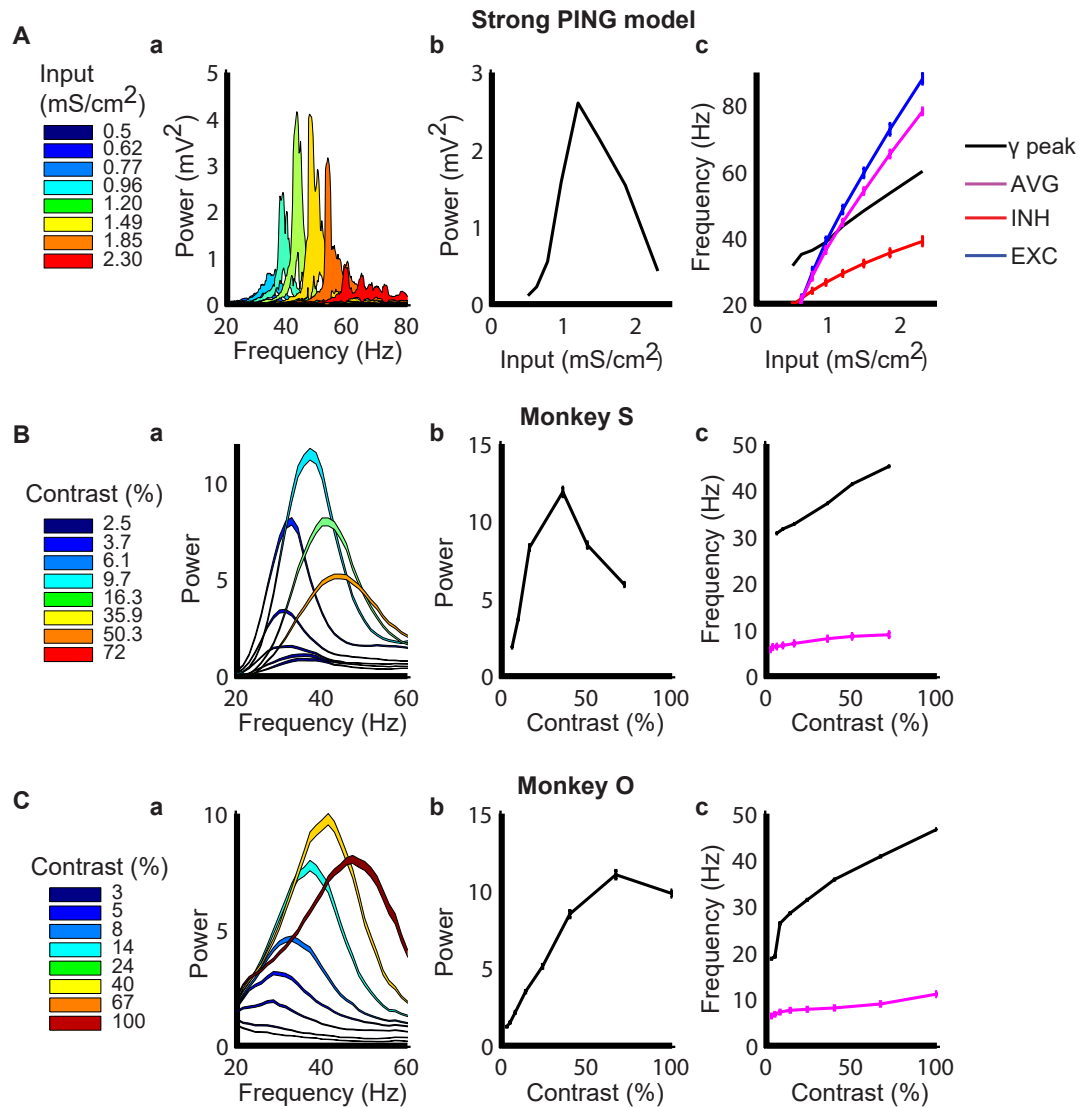 Strong PING model
A
a
b
c
Input
(mS/cm2)
0.5
0.62
0.77
0.96
1.20
1.49
1.85
2.30
Power (mV2)
5
4
3
2
1
0
20 40 60 80
Frequency (Hz)
Power (mV2)
3
2
1
0
0 1 2
Input (mS/cm2)
Frequency (Hz)
80
60
40
20
0 1 2
Input (mS/cm2)
γ peak
AVG
INH
EXC
Monkey S
B
a
b
c
Contrast (%)
2.5
3.7
6.1
9.7
16.3
35.9
50.3
72
Power
10
5
0
20 40 60
Frequency (Hz)
Power
15
10
5
0
0 50 100
Contrast (%)
Frequency (Hz)
50
40
30
20
10
0
0 50 100
Contrast (%)
Monkey O
C
a
b
c
Contrast (%)
3
5
8
14
24
40
67
100
Power
10
5
0
20 40 60
Frequency (Hz)
Power
15
10
5
0
0 50 100
Contrast (%)
Frequency (Hz)
50
40
30
20
10
0
0 50 100
Contrast (%)